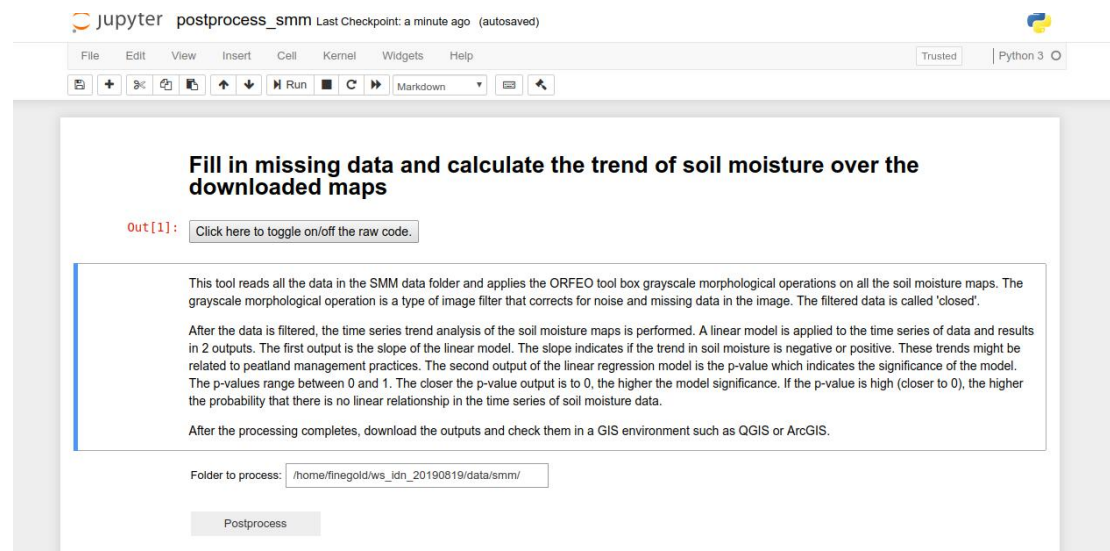 jupyter postprocess_smm Last Checkpoint: a minute ago (autosaved)
File Edit View Insert Cell Kernel Widgets Help Trusted Python 3
Run Markdown
Fill in missing data and calculate the trend of soil moisture over the
downloaded maps
Out[1]: Click here to toggle on/off the raw code.
This tool reads all the data in the SMM data folder and applies the ORFEO tool box grayscale morphological operations on all the soil moisture maps. The
grayscale morphological operation is a type of image filter that corrects for noise and missing data in the image. The filtered data is called 'closed'.
After the data is filtered, the time series trend analysis of the soil moisture maps is performed. A linear model is applied to the time series of data and results
in 2 outputs. The first output is the slope of the linear model. The slope indicates if the trend in soil moisture is negative or positive. These trends might be
related to peatland management practices. The second output of the linear regression model is the p-value which indicates the significance of the model.
The p-values range between 0 and 1. The closer the p-value output is to 0, the higher the model significance. If the p-value is high (closer to 0), the higher
the probability that there is no linear relationship in the time series of soil moisture data.
After the processing completes, download the outputs and check them in a GIS environment such as QGIS or ArcGIS.
Folder to process: /home/finegold/ws_idn_20190819/data/smm/
Postprocess